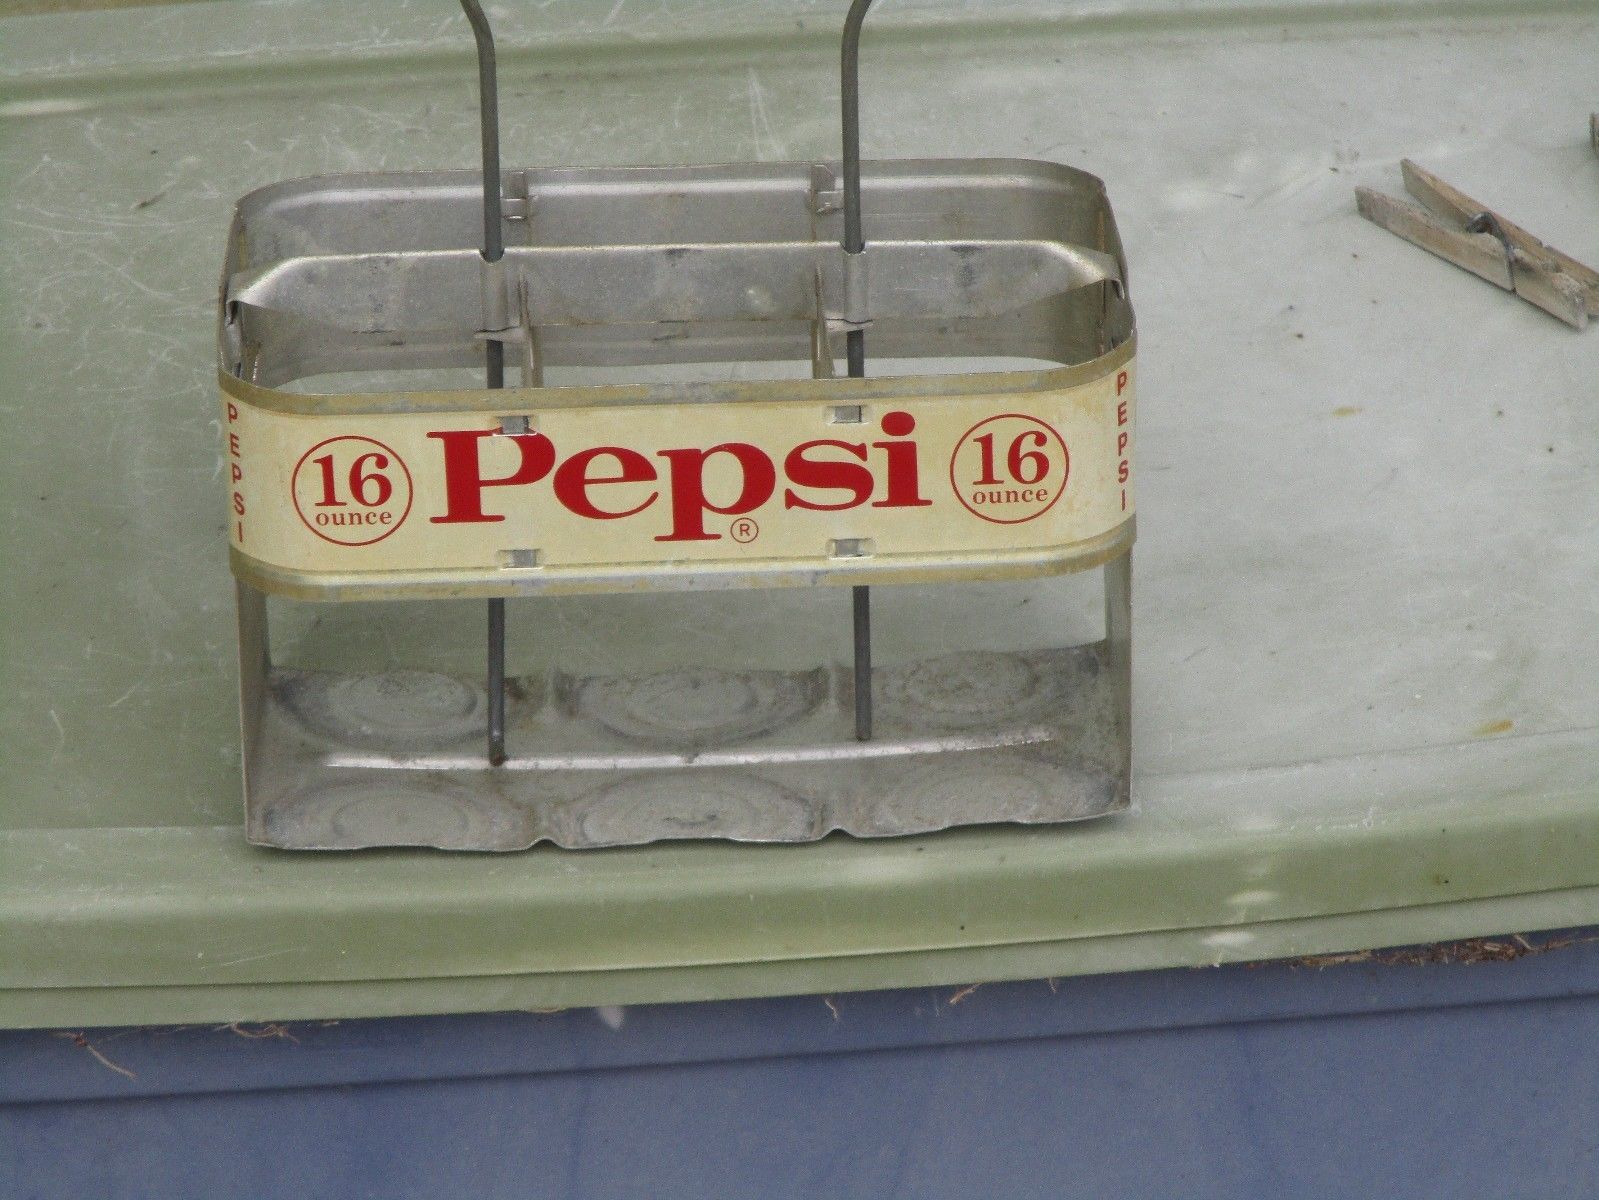 PEPSI
16
ounce
Pepsi
®
16
ounce
PEPSI